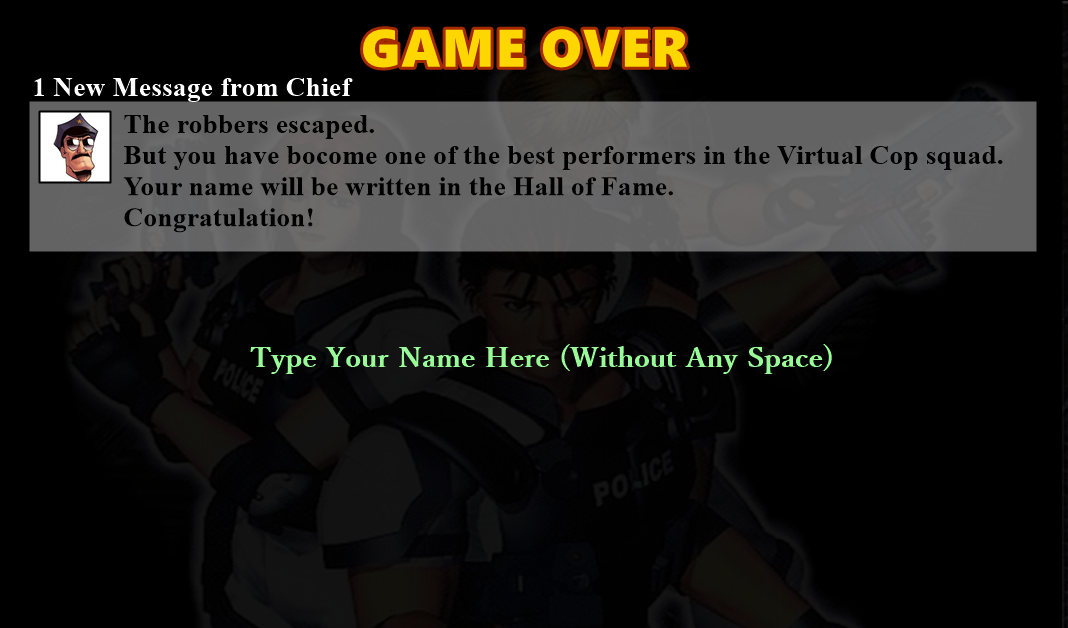 GAME OVER
1 New Message from Chief
The robbers escaped.
But you have bocome one of the best performers in the Virtual Cop squad.
Your name will be written in the Hall of Fame.
Congratulation!
Type Your Name Here (Without Any Space)
POLICE
POLICE